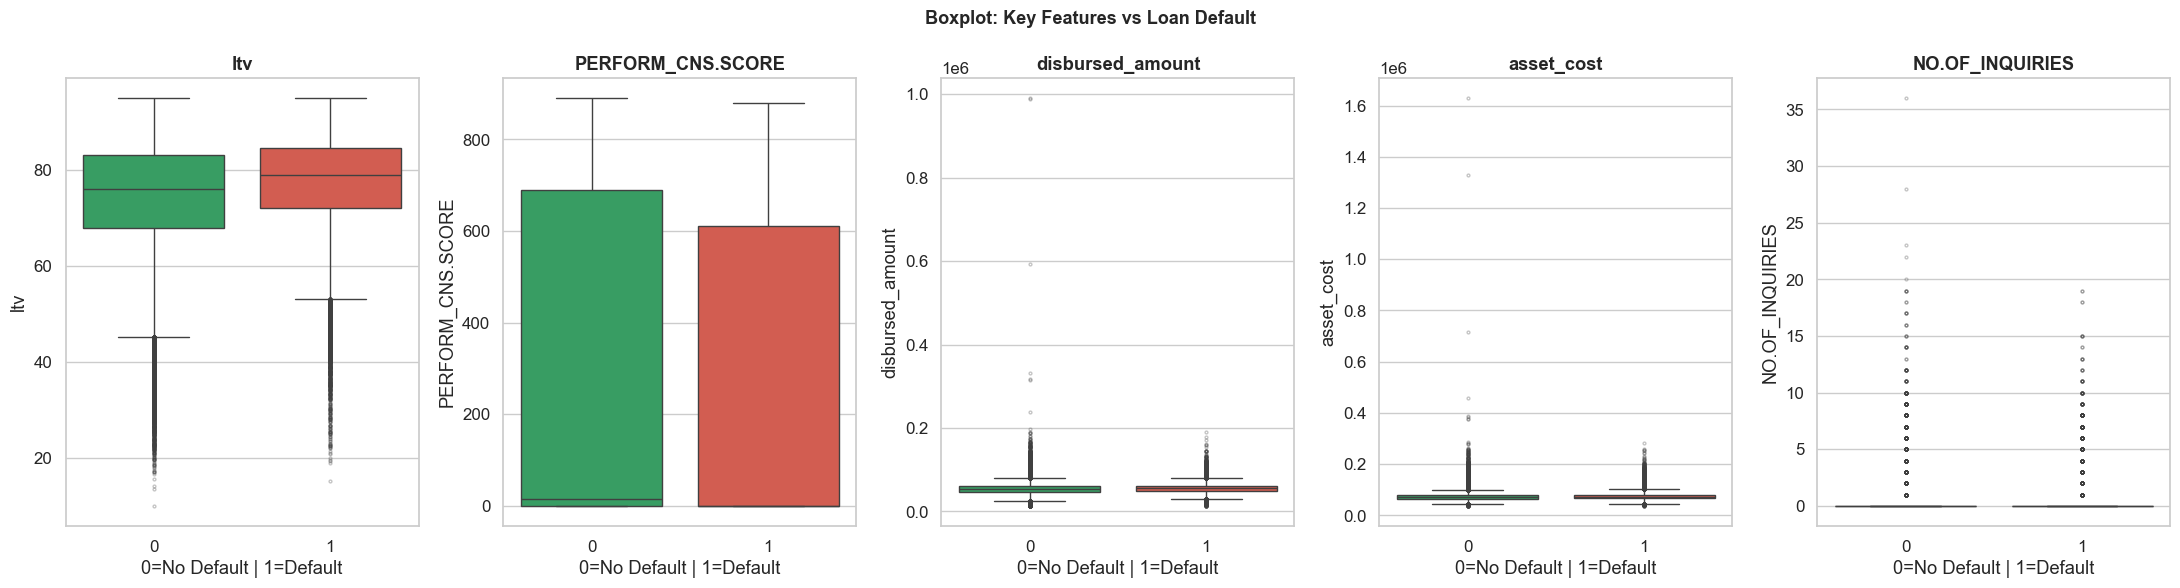 Boxplot: Key Features vs Loan Default
ltv
ltv
80
60
40
20
0 1
0=No Default | 1=Default
PERFORM_CNS.SCORE
PERFORM_CNS.SCORE
800
600
400
200
0
0 1
0=No Default | 1=Default
disbursed_amount
1e6
disbursed_amount
1.0
0.8
0.6
0.4
0.2
0.0
0 1
0=No Default | 1=Default
asset_cost
1e6
asset_cost
1.6
1.4
1.2
1.0
0.8
0.6
0.4
0.2
0.0
0 1
0=No Default | 1=Default
NO.OF_INQUIRIES
NO.OF_INQUIRIES
35
30
25
20
15
10
5
0
0 1
0=No Default | 1=Default